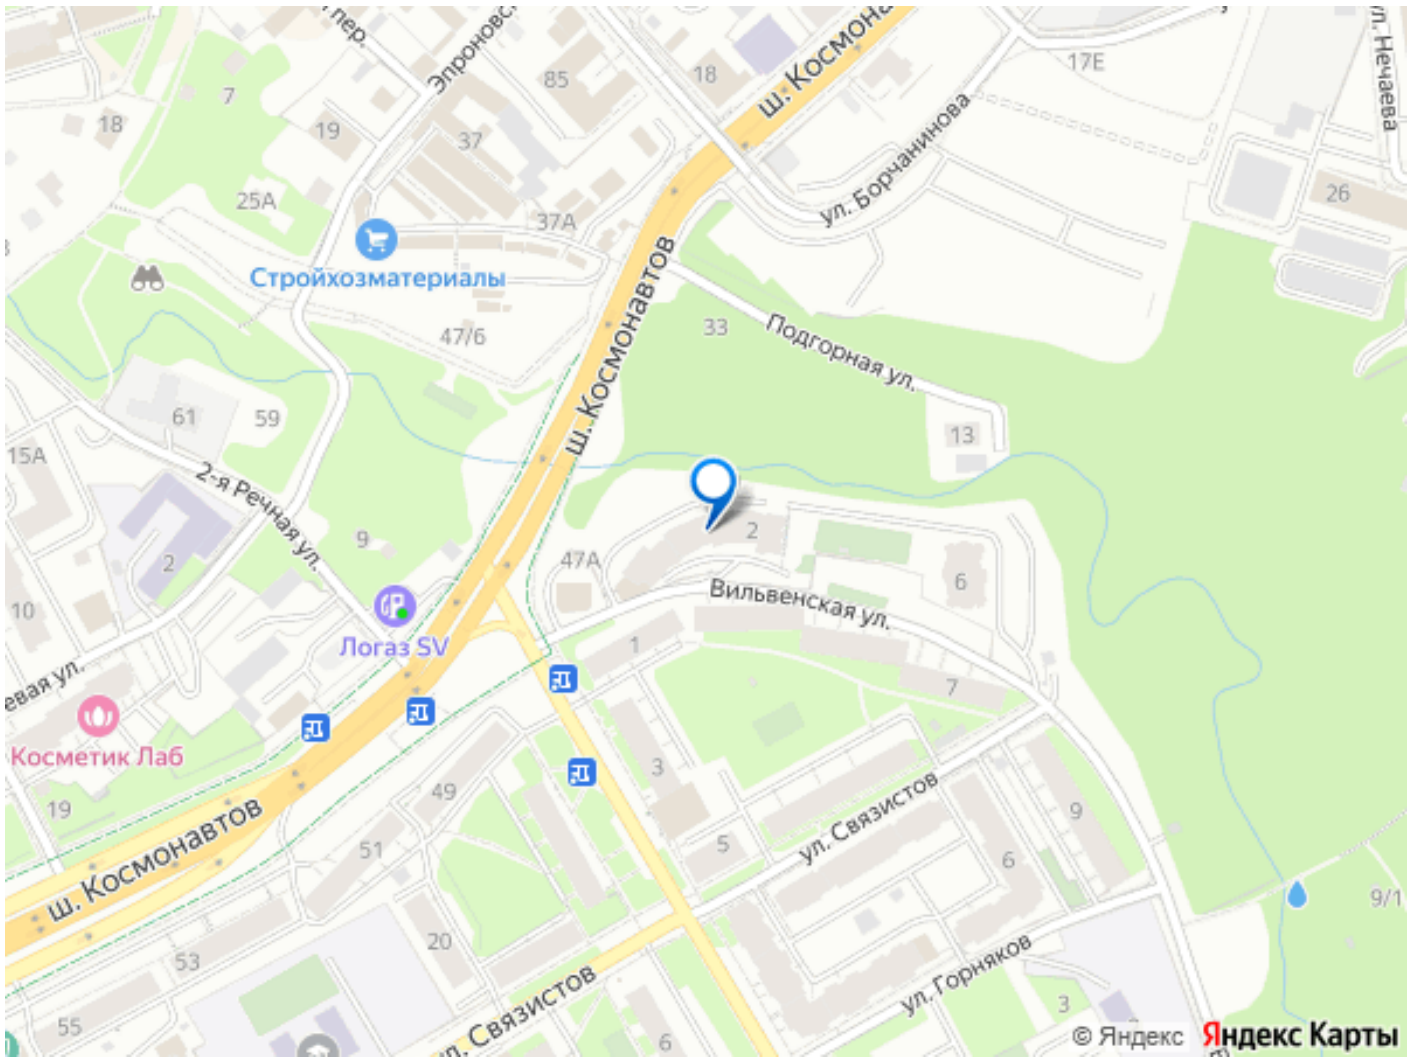 пер.
Эпроновск
ш. Космона
17Е
ул. Нечаева
7
85
18
18
19
37
ул. Борчанинова
25А
37А
26
Стройхозматериалы
ш. Космонавтов
33
Подгорная ул.
47/6
61
59
13
15А
2-я Речная ул.
2
9
47А
2
6
10
Вильвенская ул.
Логаз SV
1
евая ул.
7
Косметик Лаб
3
49
19
ул. Связистов
9
ш. Космонавтов
51
5
6
9/1
20
53
ул. Горняков
ул. Связистов
3
55
6
© Яндекс Яндекс Карты